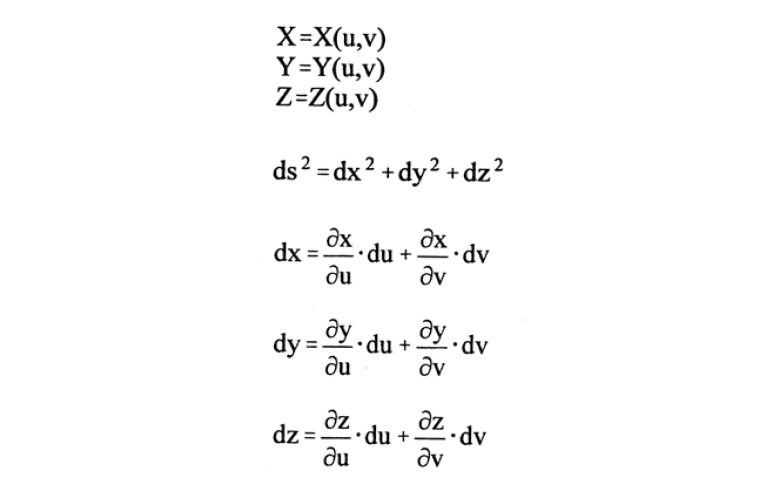 X=X(u,v)
Y=Y(u,v)
Z=Z(u,v)
ds² =dx² +dy² +dz²
dx = ∂x/∂u · du + ∂x/∂v · dv
dy = ∂y/∂u · du + ∂y/∂v · dv
dz = ∂z/∂u · du + ∂z/∂v · dv